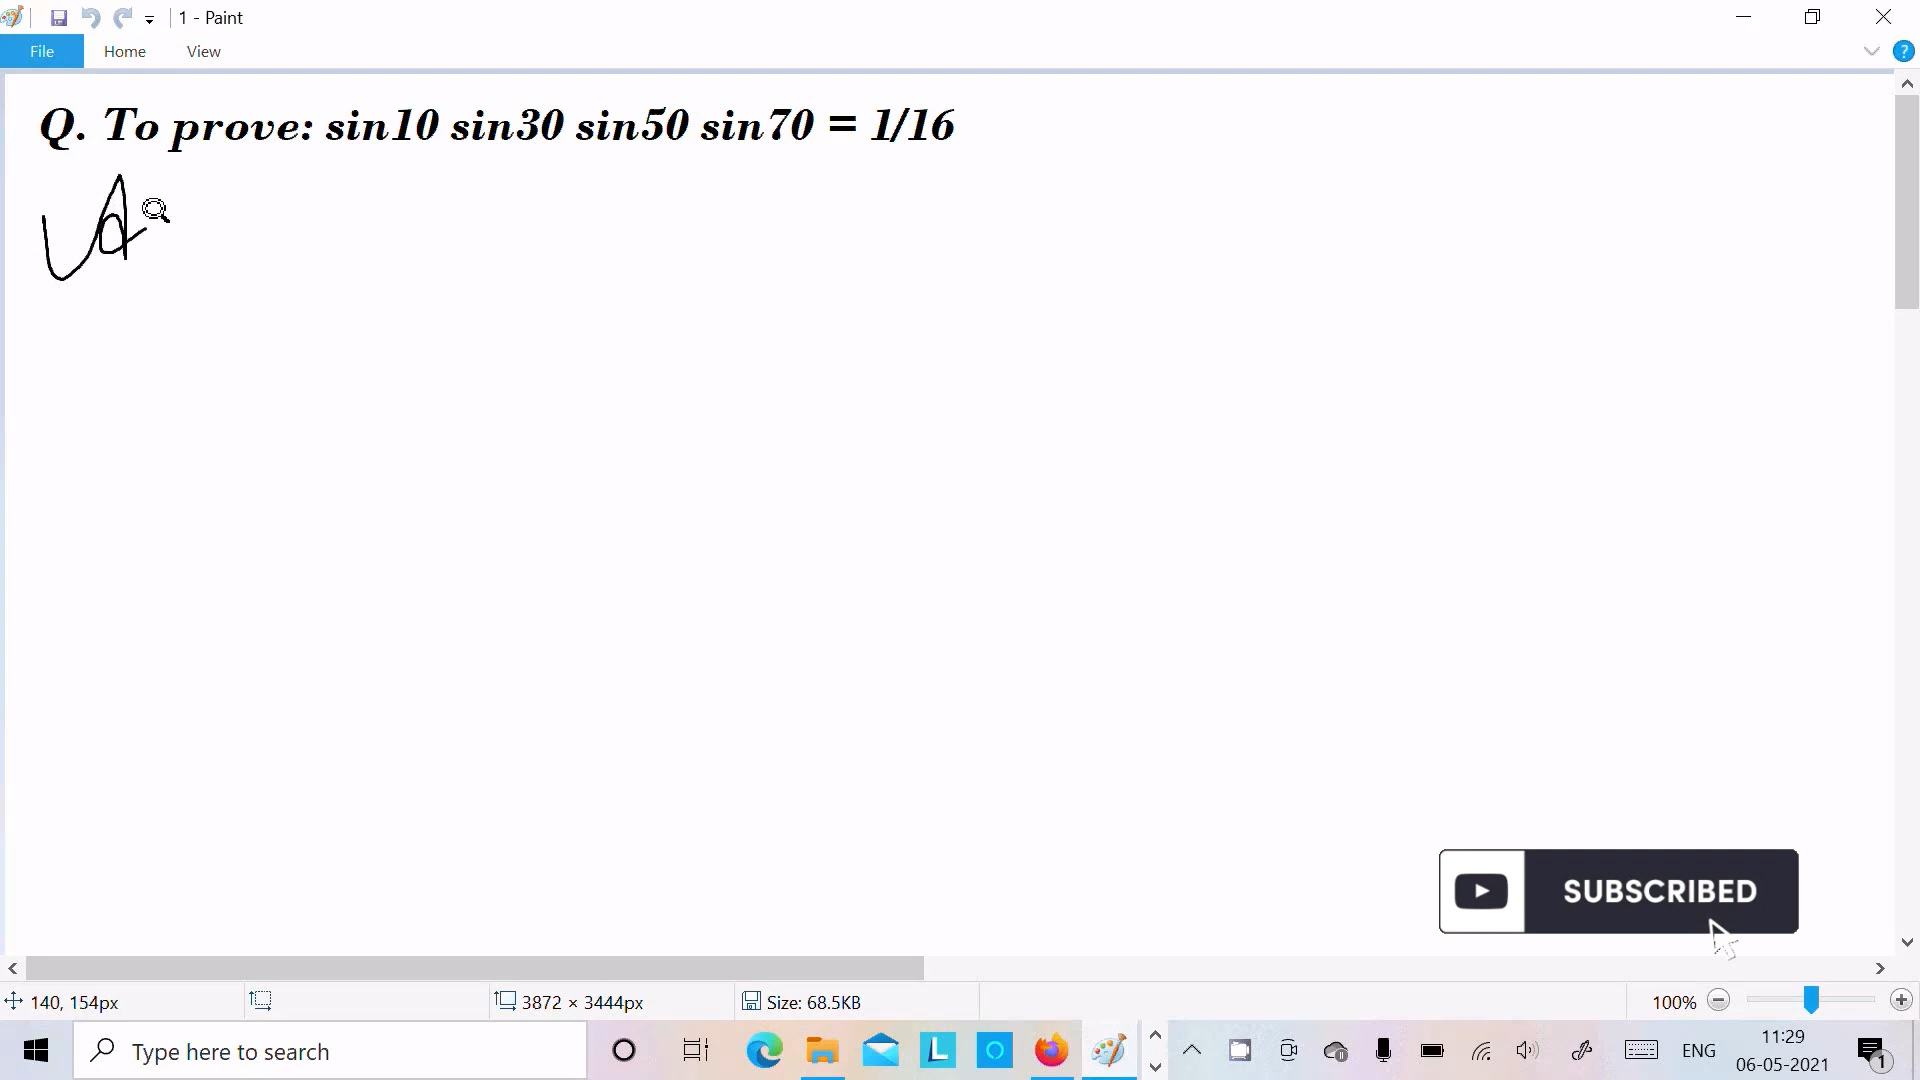 1 - Paint
File Home View
Q. To prove: sin10 sin30 sin50 sin70 = 1/16
SUBSCRIBED
140, 154px 3872 × 3444px Size: 68.5KB 100%
Type here to search L ENG 11:29
06-05-2021 1